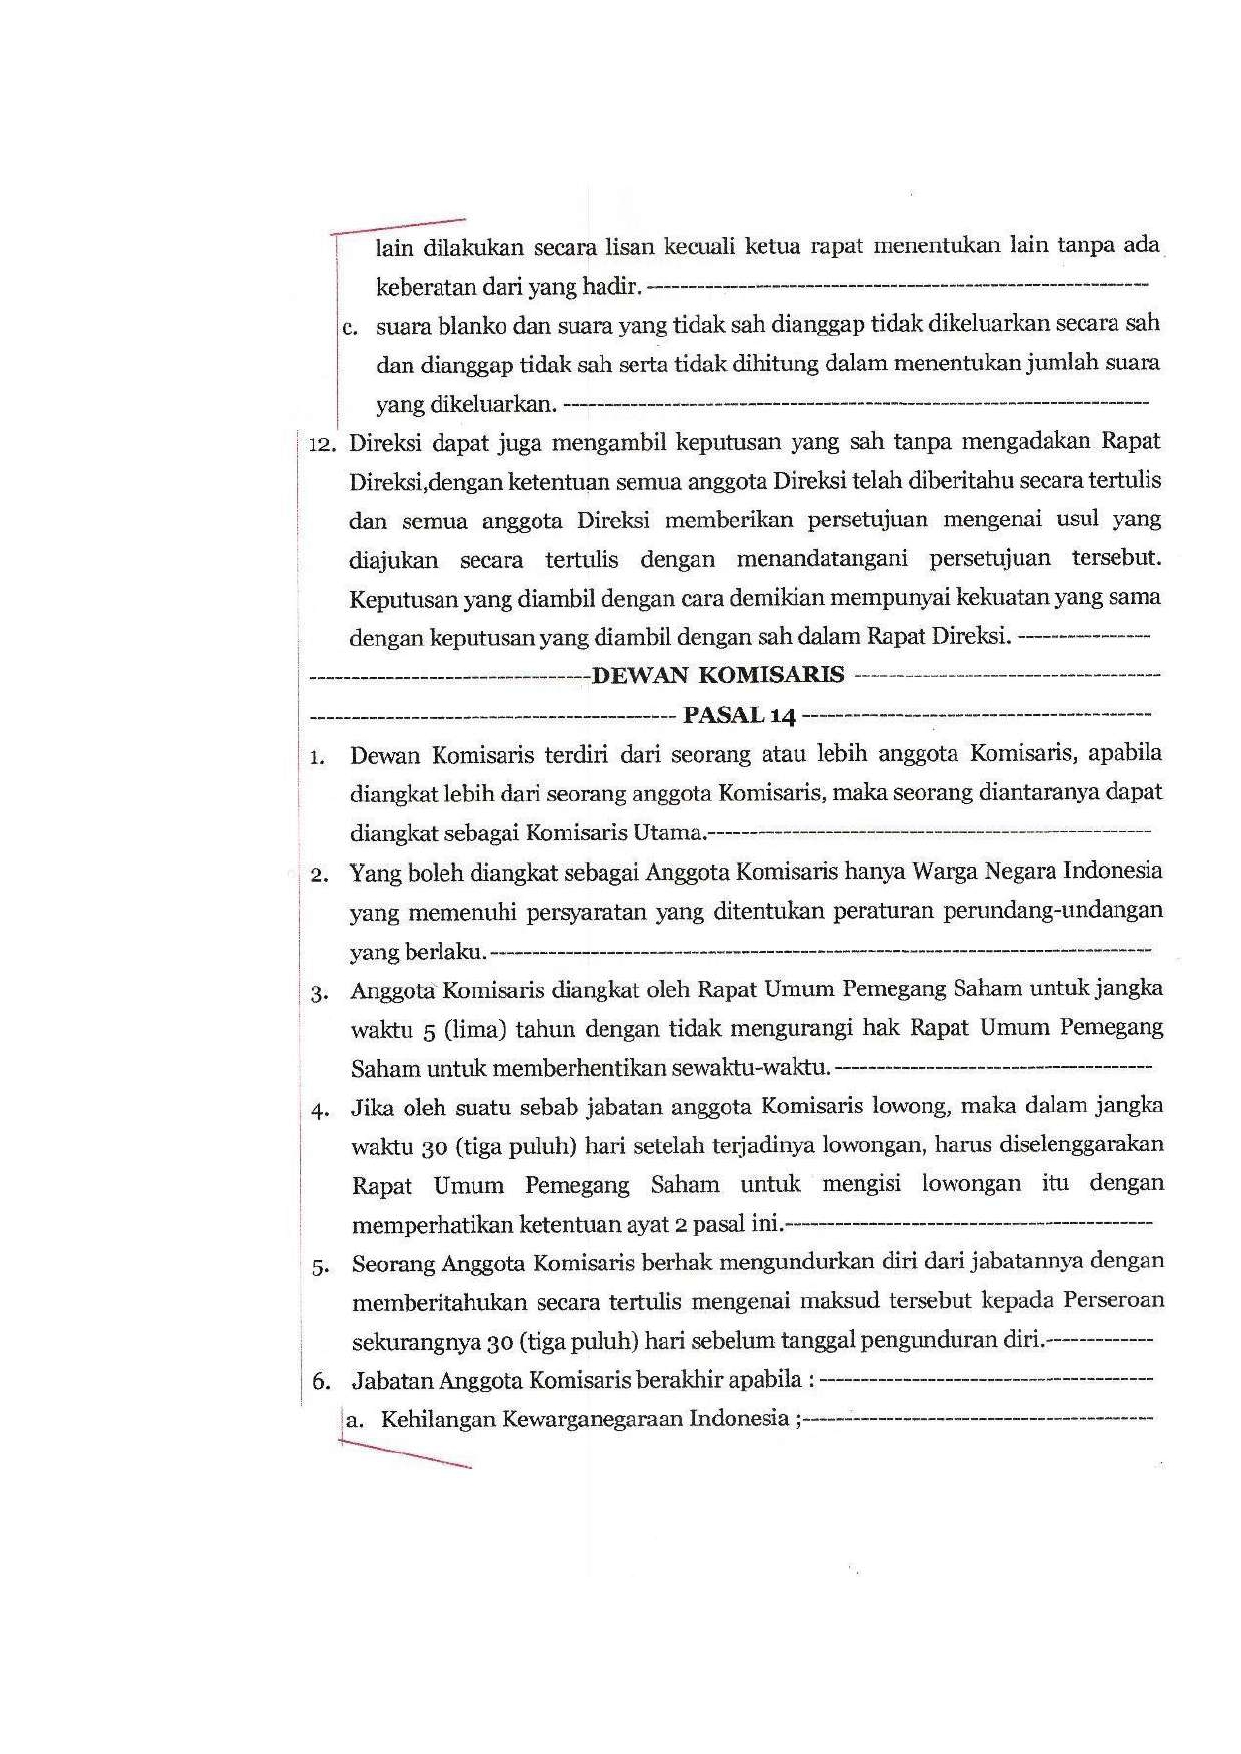 lain dilakukan secara lisan kecuali ketua rapat menentukan lain tanpa ada
keberatan dari yang hadir. ------------------------------------------------------------
c. suara blanko dan suara yang tidak sah dianggap tidak dikeluarkan secara sah
dan dianggap tidak sah serta tidak dihitung dalam menentukan jumlah suara
yang dikeluarkan. ----------------------------------------------------------------------
12. Direksi dapat juga mengambil keputusan yang sah tanpa mengadakan Rapat
Direksi,dengan ketentuan semua anggota Direksi telah diberitahu secara tertulis
dan semua anggota Direksi memberikan persetujuan mengenai usul yang
diajukan secara tertulis dengan menandatangani persetujuan tersebut.
Keputusan yang diambil dengan cara demikian mempunyai kekuatan yang sama
dengan keputusan yang diambil dengan sah dalam Rapat Direksi. ----------------
----------------------------------DEWAN KOMISARIS -------------------------------------
-------------------------------------------- PASAL 14 ------------------------------------------
1. Dewan Komisaris terdiri dari seorang atau lebih anggota Komisaris, apabila
diangkat lebih dari seorang anggota Komisaris, maka seorang diantaranya dapat
diangkat sebagai Komisaris Utama.-----------------------------------------------------
2. Yang boleh diangkat sebagai Anggota Komisaris hanya Warga Negara Indonesia
yang memenuhi persyaratan yang ditentukan peraturan perundang-undangan
yang berlaku. -------------------------------------------------------------------------------
3. Anggota Komisaris diangkat oleh Rapat Umum Pemegang Saham untuk jangka
waktu 5 (lima) tahun dengan tidak mengurangi hak Rapat Umum Pemegang
Saham untuk memberhentikan sewaktu-waktu. --------------------------------------
4. Jika oleh suatu sebab jabatan anggota Komisaris lowong, maka dalam jangka
waktu 30 (tiga puluh) hari setelah terjadinya lowongan, harus diselenggarakan
Rapat Umum Pemegang Saham untuk mengisi lowongan itu dengan
memperhatikan ketentuan ayat 2 pasal ini.--------------------------------------------
5. Seorang Anggota Komisaris berhak mengundurkan diri dari jabatannya dengan
memberitahukan secara tertulis mengenai maksud tersebut kepada Perseroan
sekurangnya 30 (tiga puluh) hari sebelum tanggal pengunduran diri.-------------
6. Jabatan Anggota Komisaris berakhir apabila : ----------------------------------------
a. Kehilangan Kewarganegaraan Indonesia ;------------------------------------------